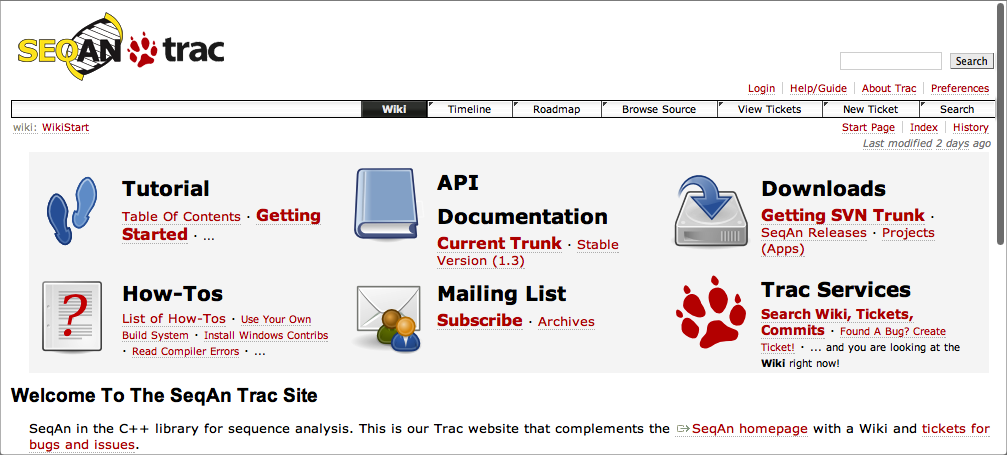 SEQAN trac
Search
Login Help/Guide About Trac Preferences
Wiki Timeline Roadmap Browse Source View Tickets New Ticket Search
wiki: WikiStart
Start Page Index History
Last modified 2 days ago
Tutorial
Table Of Contents · Getting
Started · ...
API
Documentation
Current Trunk · Stable
Version (1.3)
Downloads
Getting SVN Trunk ·
SeqAn Releases · Projects
(Apps)
?
How-Tos
List of How-Tos · Use Your Own
Build System · Install Windows Contribs
· Read Compiler Errors · ...
Mailing List
Subscribe · Archives
Trac Services
Search Wiki, Tickets,
Commits · Found A Bug? Create
Ticket! · ... and you are looking at the
Wiki right now!
Welcome To The SeqAn Trac Site
SeqAn in the C++ library for sequence analysis. This is our Trac website that complements the SeqAn homepage with a Wiki and tickets for
bugs and issues.